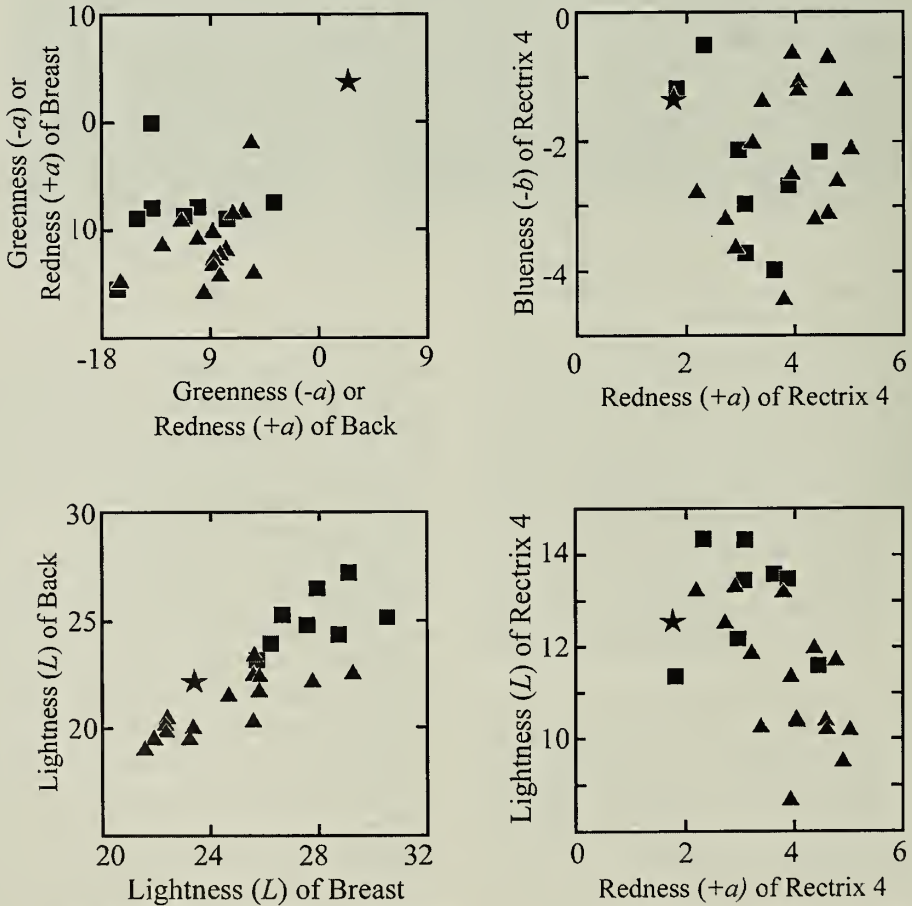 10
0
10
-18
9
0
9
Greenness (-a) or
Redness (+a) of Breast
Greenness (-a) or
Redness (+a) of Back
-0
-2
-4
0
2
4
6
Blueness (-b) of Rectrix 4
Redness (+a) of Rectrix 4
30
25
20
20
24
28
32
Lightness (L) of Back
Lightness (L) of Breast
14
12
10
0
2
4
6
Lightness (L) of Rectrix 4
Redness (+a) of Rectrix 4